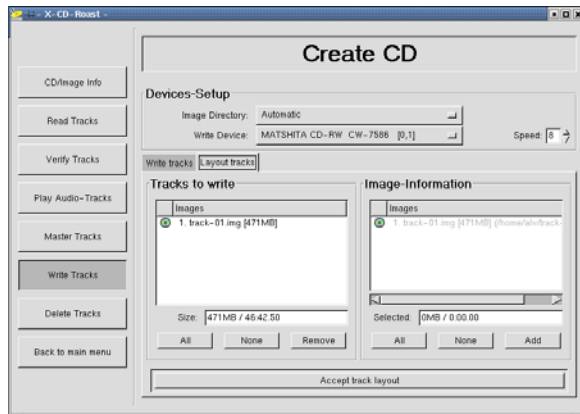 - X-CD-Roast -
Create CD
CD/Image Info
Read Tracks
Verify Tracks
Play Audio-Tracks
Master Tracks
Write Tracks
Delete Tracks
Back to main menu
Devices-Setup
Image Directory: Automatic
Write Device: MATSHITA CD-RW CW-7586 [0,1] Speed: 8
Write tracks Layout tracks
Tracks to write
Images
1. track-01.img [471MB]
Size: 471MB / 46:42.50
All None Remove
Image-Information
Images
1. track-01.img [471MB] (/home/alv/track-
Selected: 0MB / 0:00.00
All None Add
Accept track layout